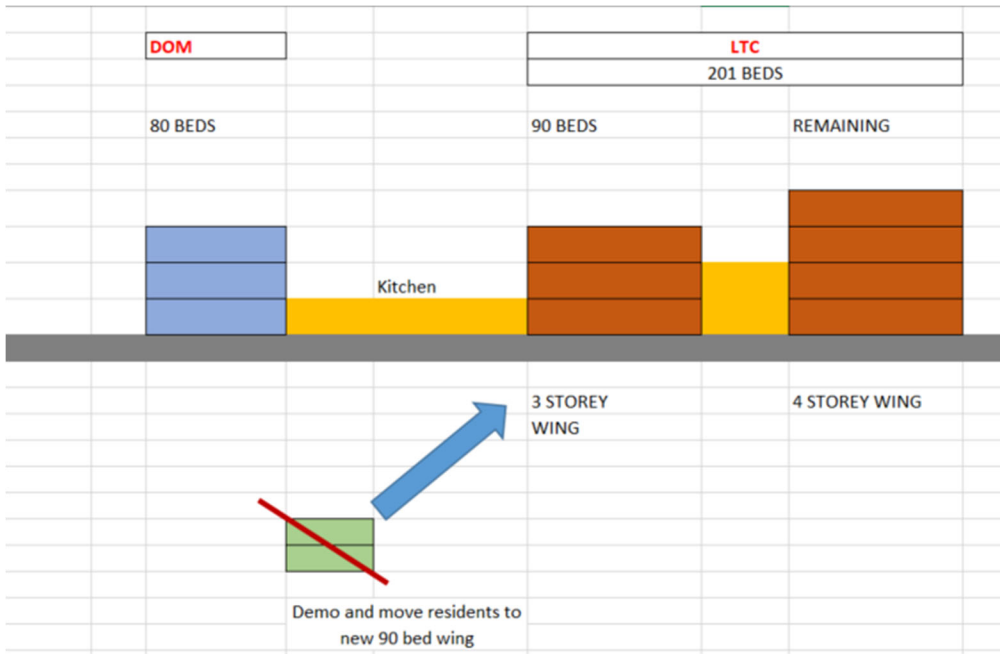 DOM
LTC
201 BEDS
80 BEDS
90 BEDS
REMAINING
Kitchen
3 STOREY
WING
4 STOREY WING
Demo and move residents to
new 90 bed wing